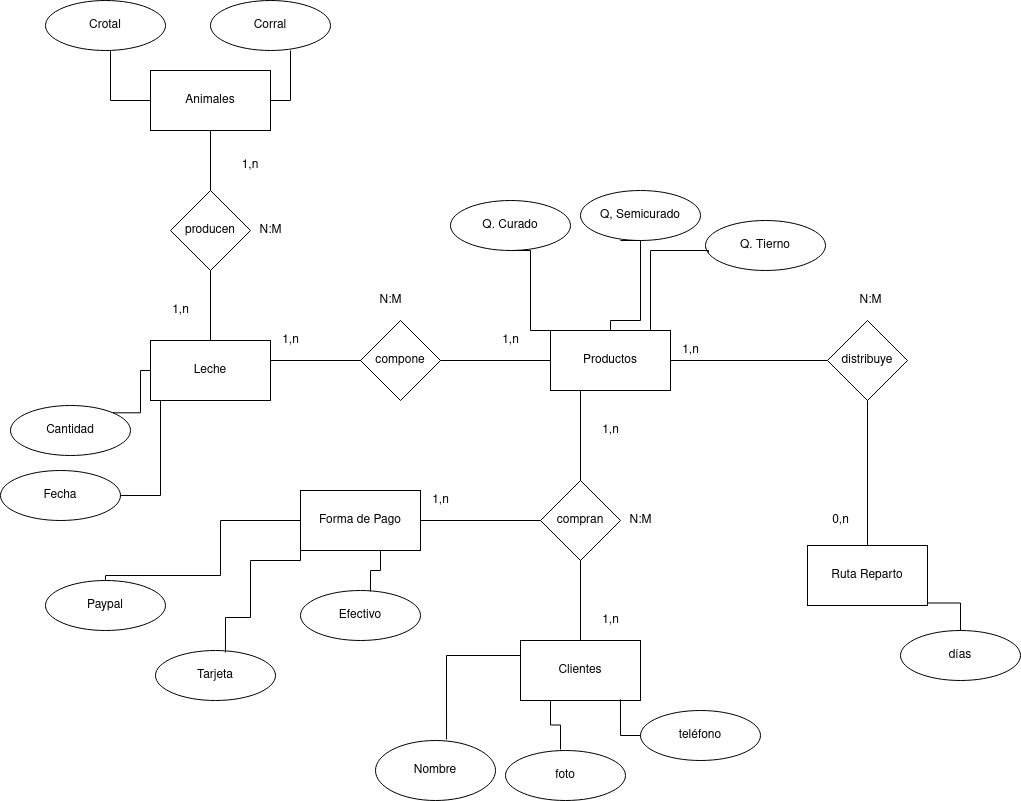 Crotal
Corral
Animales
1,n
producen
N:M
Q. Curado
Q, Semicurado
Q. Tierno
1,n
1,n
N:M
1,n
1,n
N:M
Leche
compone
Productos
distribuye
Cantidad
1,n
Fecha
Forma de Pago
1,n
compran
N:M
0,n
Ruta Reparto
Paypal
Efectivo
1,n
Tarjeta
Clientes
días
Nombre
foto
teléfono